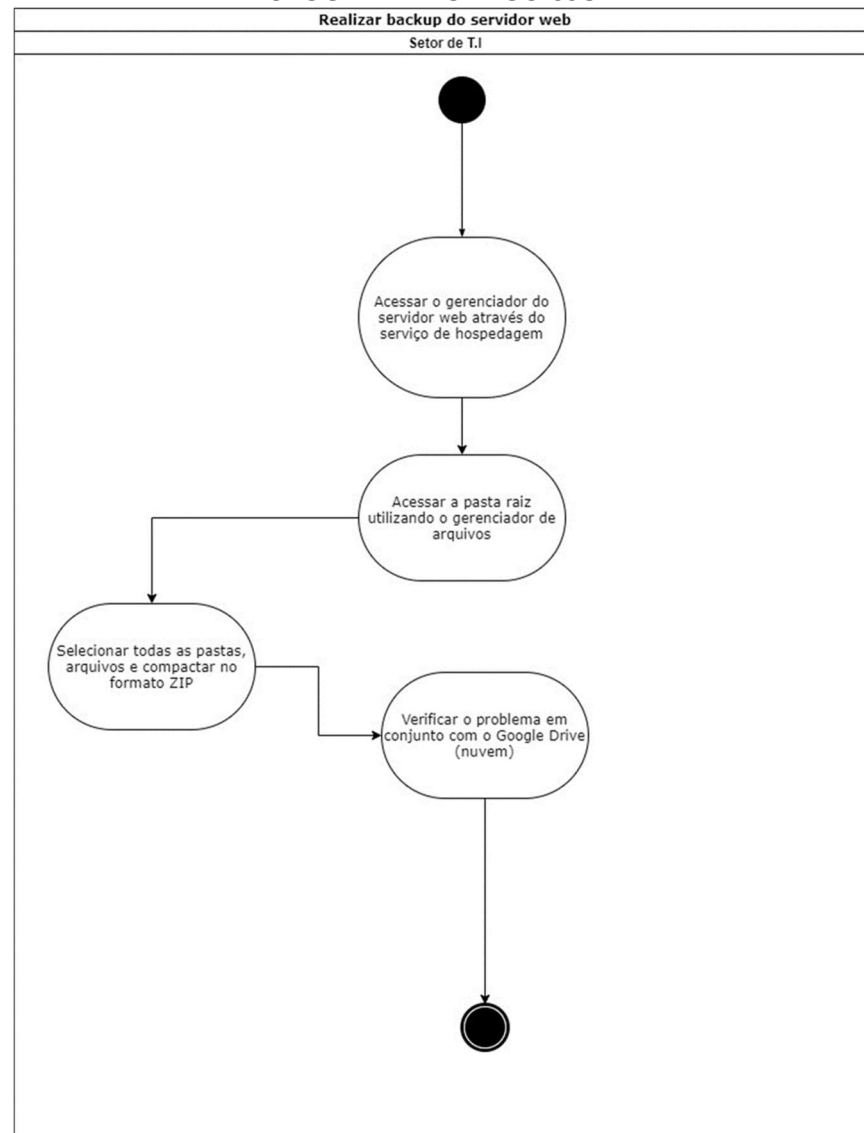 Realizar backup do servidor web
Setor de T.I
Acessar o gerenciador do
servidor web através do
serviço de hospedagem
Acessar a pasta raiz
utilizando o gerenciador de
arquivos
Selecionar todas as pastas,
arquivos e compactar no
formato ZIP
Verificar o problema em
conjunto com o Google Drive
(nuvem)